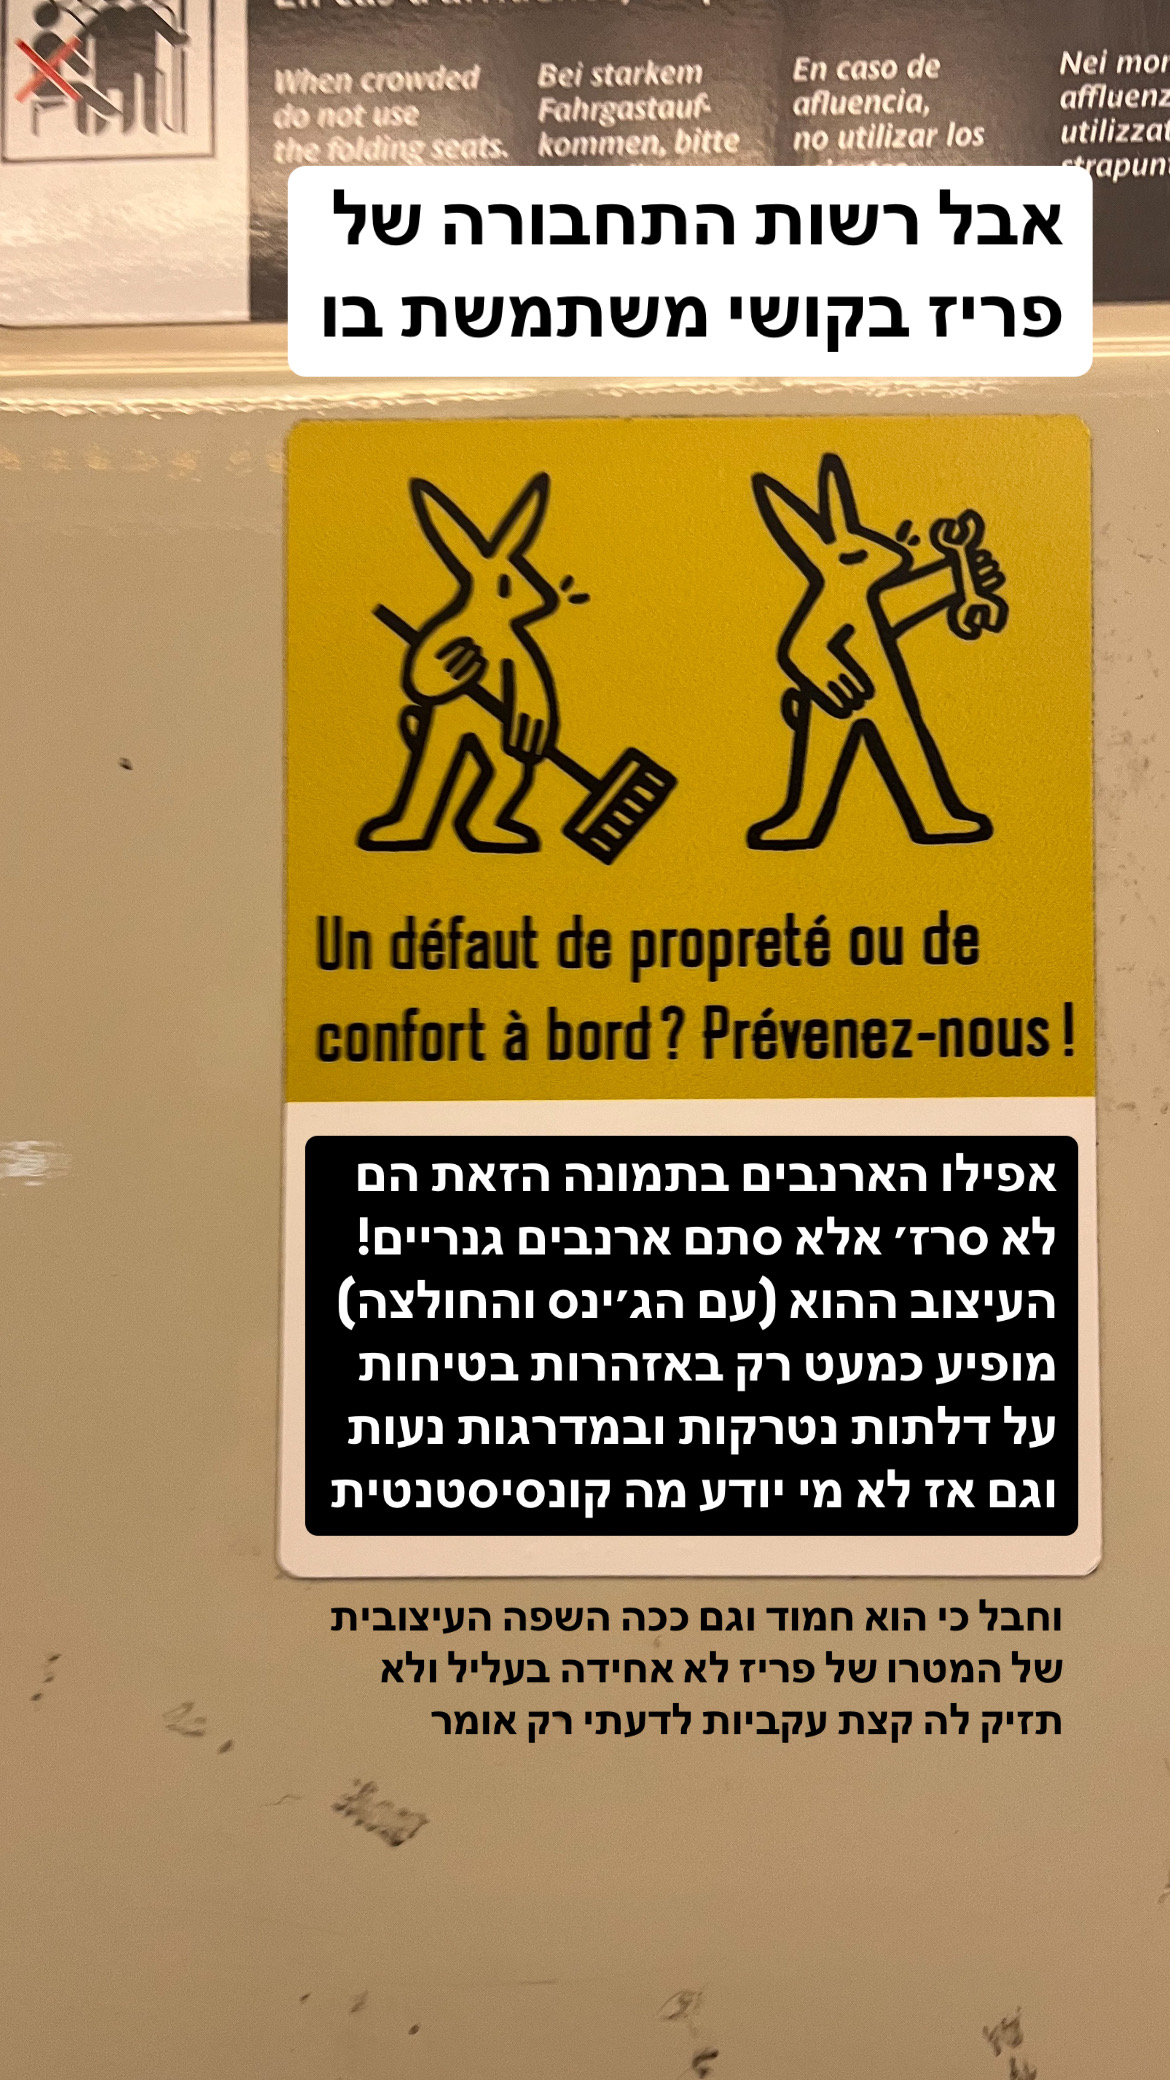 When crowded
do not use
the folding seats.
Bei starkem
Fahrgastauf-
kommen, bitte
En caso de
afluencia,
no utilizar los
Nei
אבל רשות התחבורה של
פריז בקושי משתמשת בו
Un défaut de propreté ou de
confort à bord ? Prévenez-nous !
אפילו הארנבים בתמונה הזאת הם
לא סרז׳ אלא סתם ארנבים גנריים!
העיצוב ההוא (עם הג׳ינס והחולצה)
מופיע כמעט רק באזהרות בטיחות
על דלתות נטרקות ובמדרגות נעות
וגם אז לא מי יודע מה קונסיסטנטית
וחבל כי הוא חמוד וגם ככה השפה העיצובית
של המטרו של פריז לא אחידה בעליל ולא
תזיק לה קצת עקביות לדעתי רק אומר